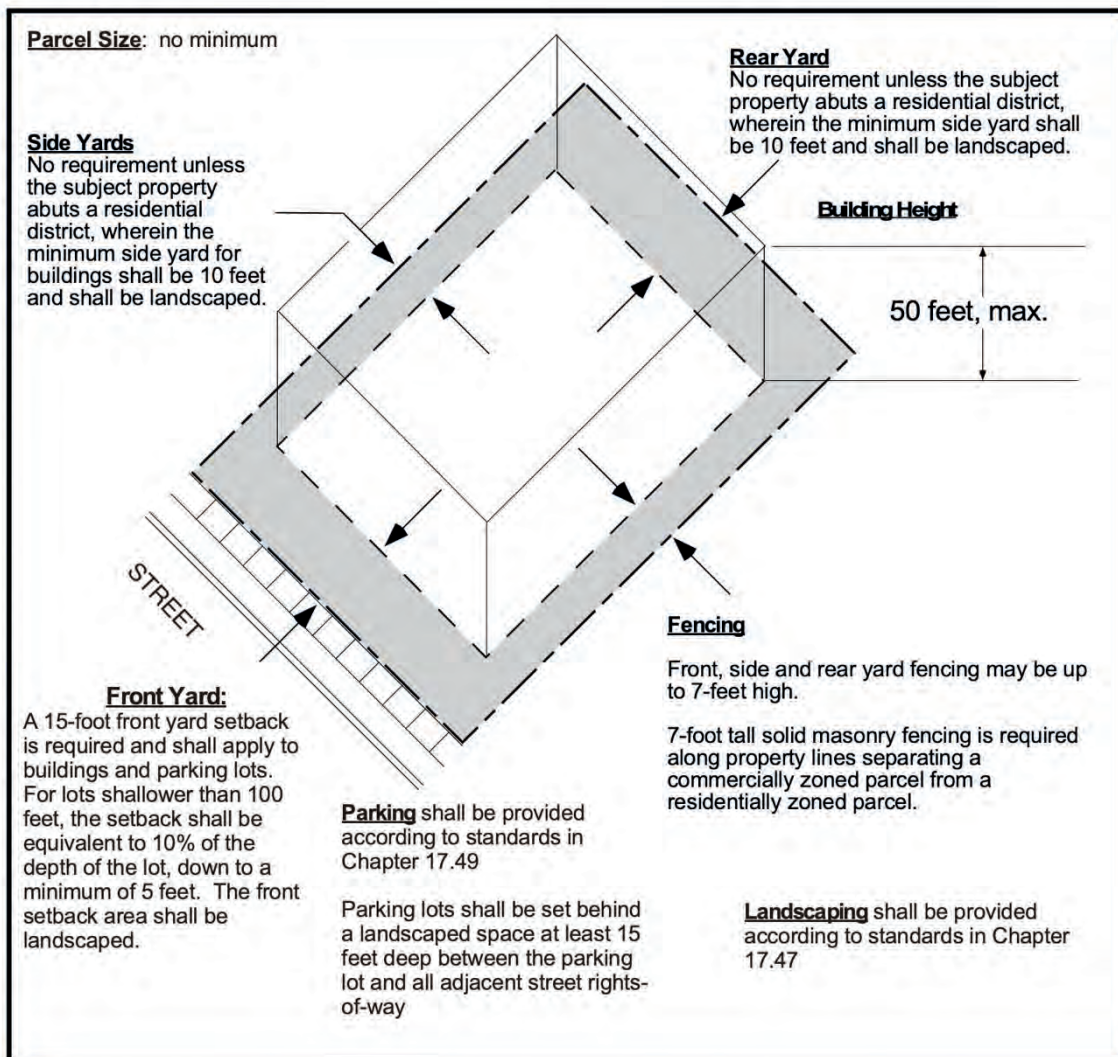 Parcel Size: no minimum
Rear Yard
No requirement unless the subject
property abuts a residential district,
wherein the minimum side yard shall
be 10 feet and shall be landscaped.
Side Yards
No requirement unless
the subject property
abuts a residential
district, wherein the
minimum side yard for
buildings shall be 10 feet
and shall be landscaped.
Building Height
50 feet, max.
STREET
Fencing
Front, side and rear yard fencing may be up
to 7-feet high.
7-foot tall solid masonry fencing is required
along property lines separating a
commercially zoned parcel from a
residentially zoned parcel.
Front Yard:
A 15-foot front yard setback
is required and shall apply to
buildings and parking lots.
For lots shallower than 100
feet, the setback shall be
equivalent to 10% of the
depth of the lot, down to a
minimum of 5 feet. The front
setback area shall be
landscaped.
Parking shall be provided
according to standards in
Chapter 17.49
Parking lots shall be set behind
a landscaped space at least 15
feet deep between the parking
lot and all adjacent street rights-
of-way
Landscaping shall be provided
according to standards in Chapter
17.47